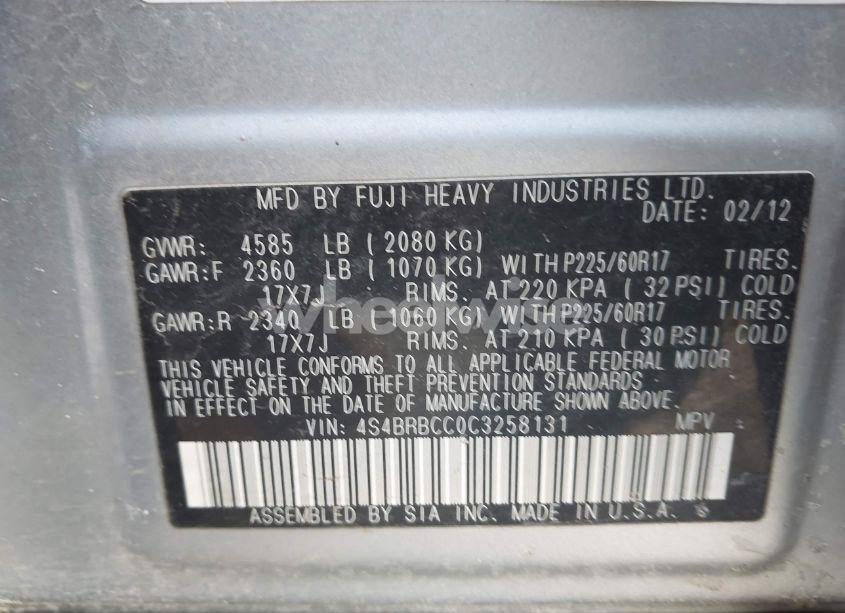 MFD BY FUJI HEAVY INDUSTRIES LTD.
DATE: 02/12
GVWR: 4585 LB ( 2080 KG)
GAWR:F 2360 LB ( 1070 KG) WITH P225/60R17 TIRES.
17X7J RIMS. AT 220 KPA ( 32 PSI) COLD
GAWR:R 2340 LB ( 1060 KG) WITH P225/60R17 TIRES.
17X7J RIMS. AT 210 KPA ( 30 PSI) COLD
THIS VEHICLE CONFORMS TO ALL APPLICABLE FEDERAL MOTOR
VEHICLE SAFETY AND THEFT PREVENTION STANDARDS
IN EFFECT ON THE DATE OF MANUFACTURE SHOWN ABOVE.
VIN: 4S4BRBCC0C3258131 MPV
ASSEMBLED BY SIA INC. MADE IN U.S.A.